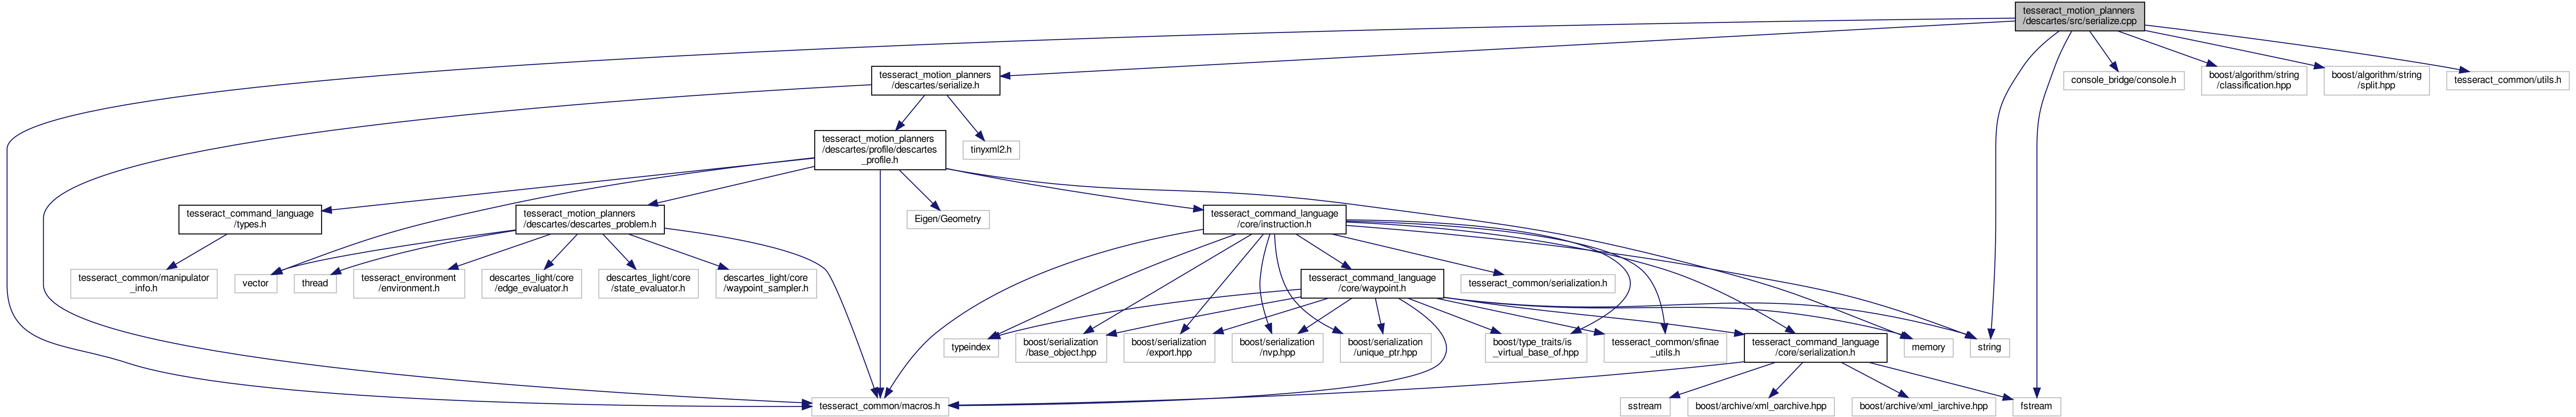 tesseract_motion_planners
/descartes/src/serialize.cpp
tesseract_motion_planners
/descartes/serialize.h
console_bridge/console.h
boost/algorithm/string
/classification.hpp
boost/algorithm/string
/split.hpp
tesseract_common/utils.h
tesseract_motion_planners
/descartes/profile/descartes
_profile.h
tinyxml2.h
tesseract_command_language
/types.h
tesseract_motion_planners
/descartes/descartes_problem.h
Eigen/Geometry
tesseract_command_language
/core/instruction.h
tesseract_common/manipulator
_info.h
vector
thread
tesseract_environment
/environment.h
descartes_light/core
/edge_evaluator.h
descartes_light/core
/state_evaluator.h
descartes_light/core
/waypoint_sampler.h
tesseract_command_language
/core/waypoint.h
tesseract_common/serialization.h
typeindex
boost/serialization
/base_object.hpp
boost/serialization
/export.hpp
boost/serialization
/nvp.hpp
boost/serialization
/unique_ptr.hpp
boost/type_traits/is
_virtual_base_of.hpp
tesseract_common/sfinae
_utils.h
tesseract_command_language
/core/serialization.h
memory
string
tesseract_common/macros.h
sstream
boost/archive/xml_oarchive.hpp
boost/archive/xml_iarchive.hpp
fstream